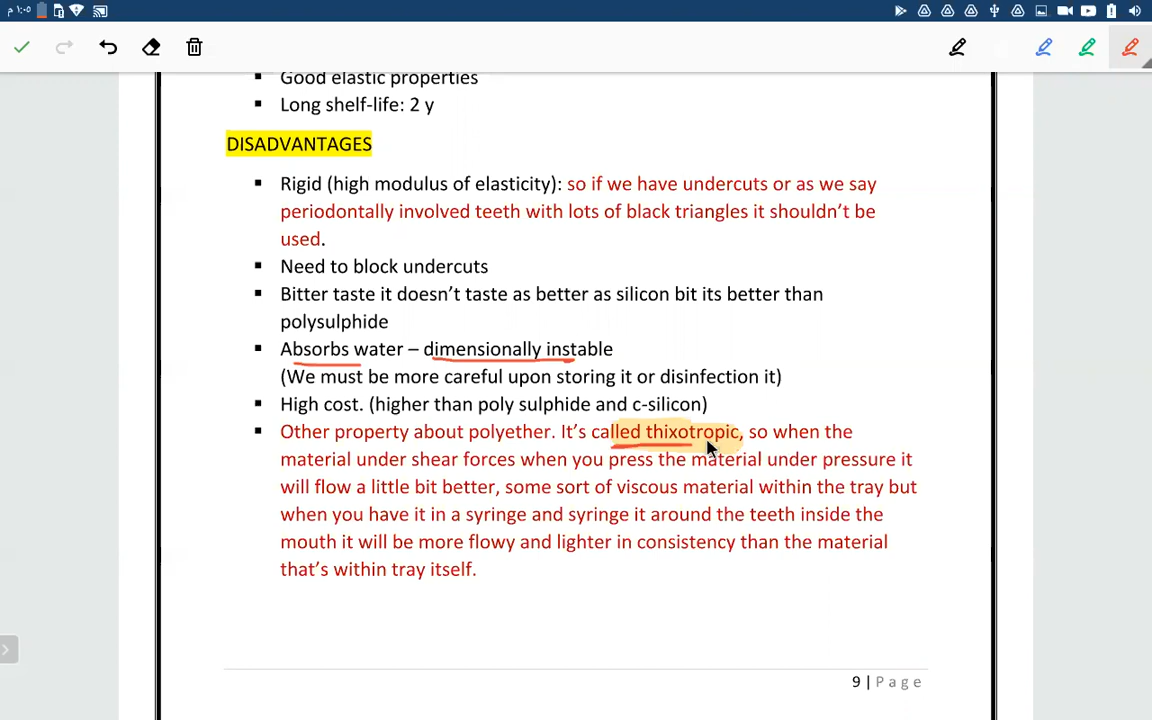 ١:٠٥ م
Good elastic properties
Long shelf-life: 2 y
DISADVANTAGES
Rigid (high modulus of elasticity): so if we have undercuts or as we say
periodontally involved teeth with lots of black triangles it shouldn’t be
used.
Need to block undercuts
Bitter taste it doesn’t taste as better as silicon bit its better than
polysulphide
Absorbs water – dimensionally instable
(We must be more careful upon storing it or disinfection it)
High cost. (higher than poly sulphide and c-silicon)
Other property about polyether. It’s called thixotropic, so when the
material under shear forces when you press the material under pressure it
will flow a little bit better, some sort of viscous material within the tray but
when you have it in a syringe and syringe it around the teeth inside the
mouth it will be more flowy and lighter in consistency than the material
that’s within tray itself.
9 | Page